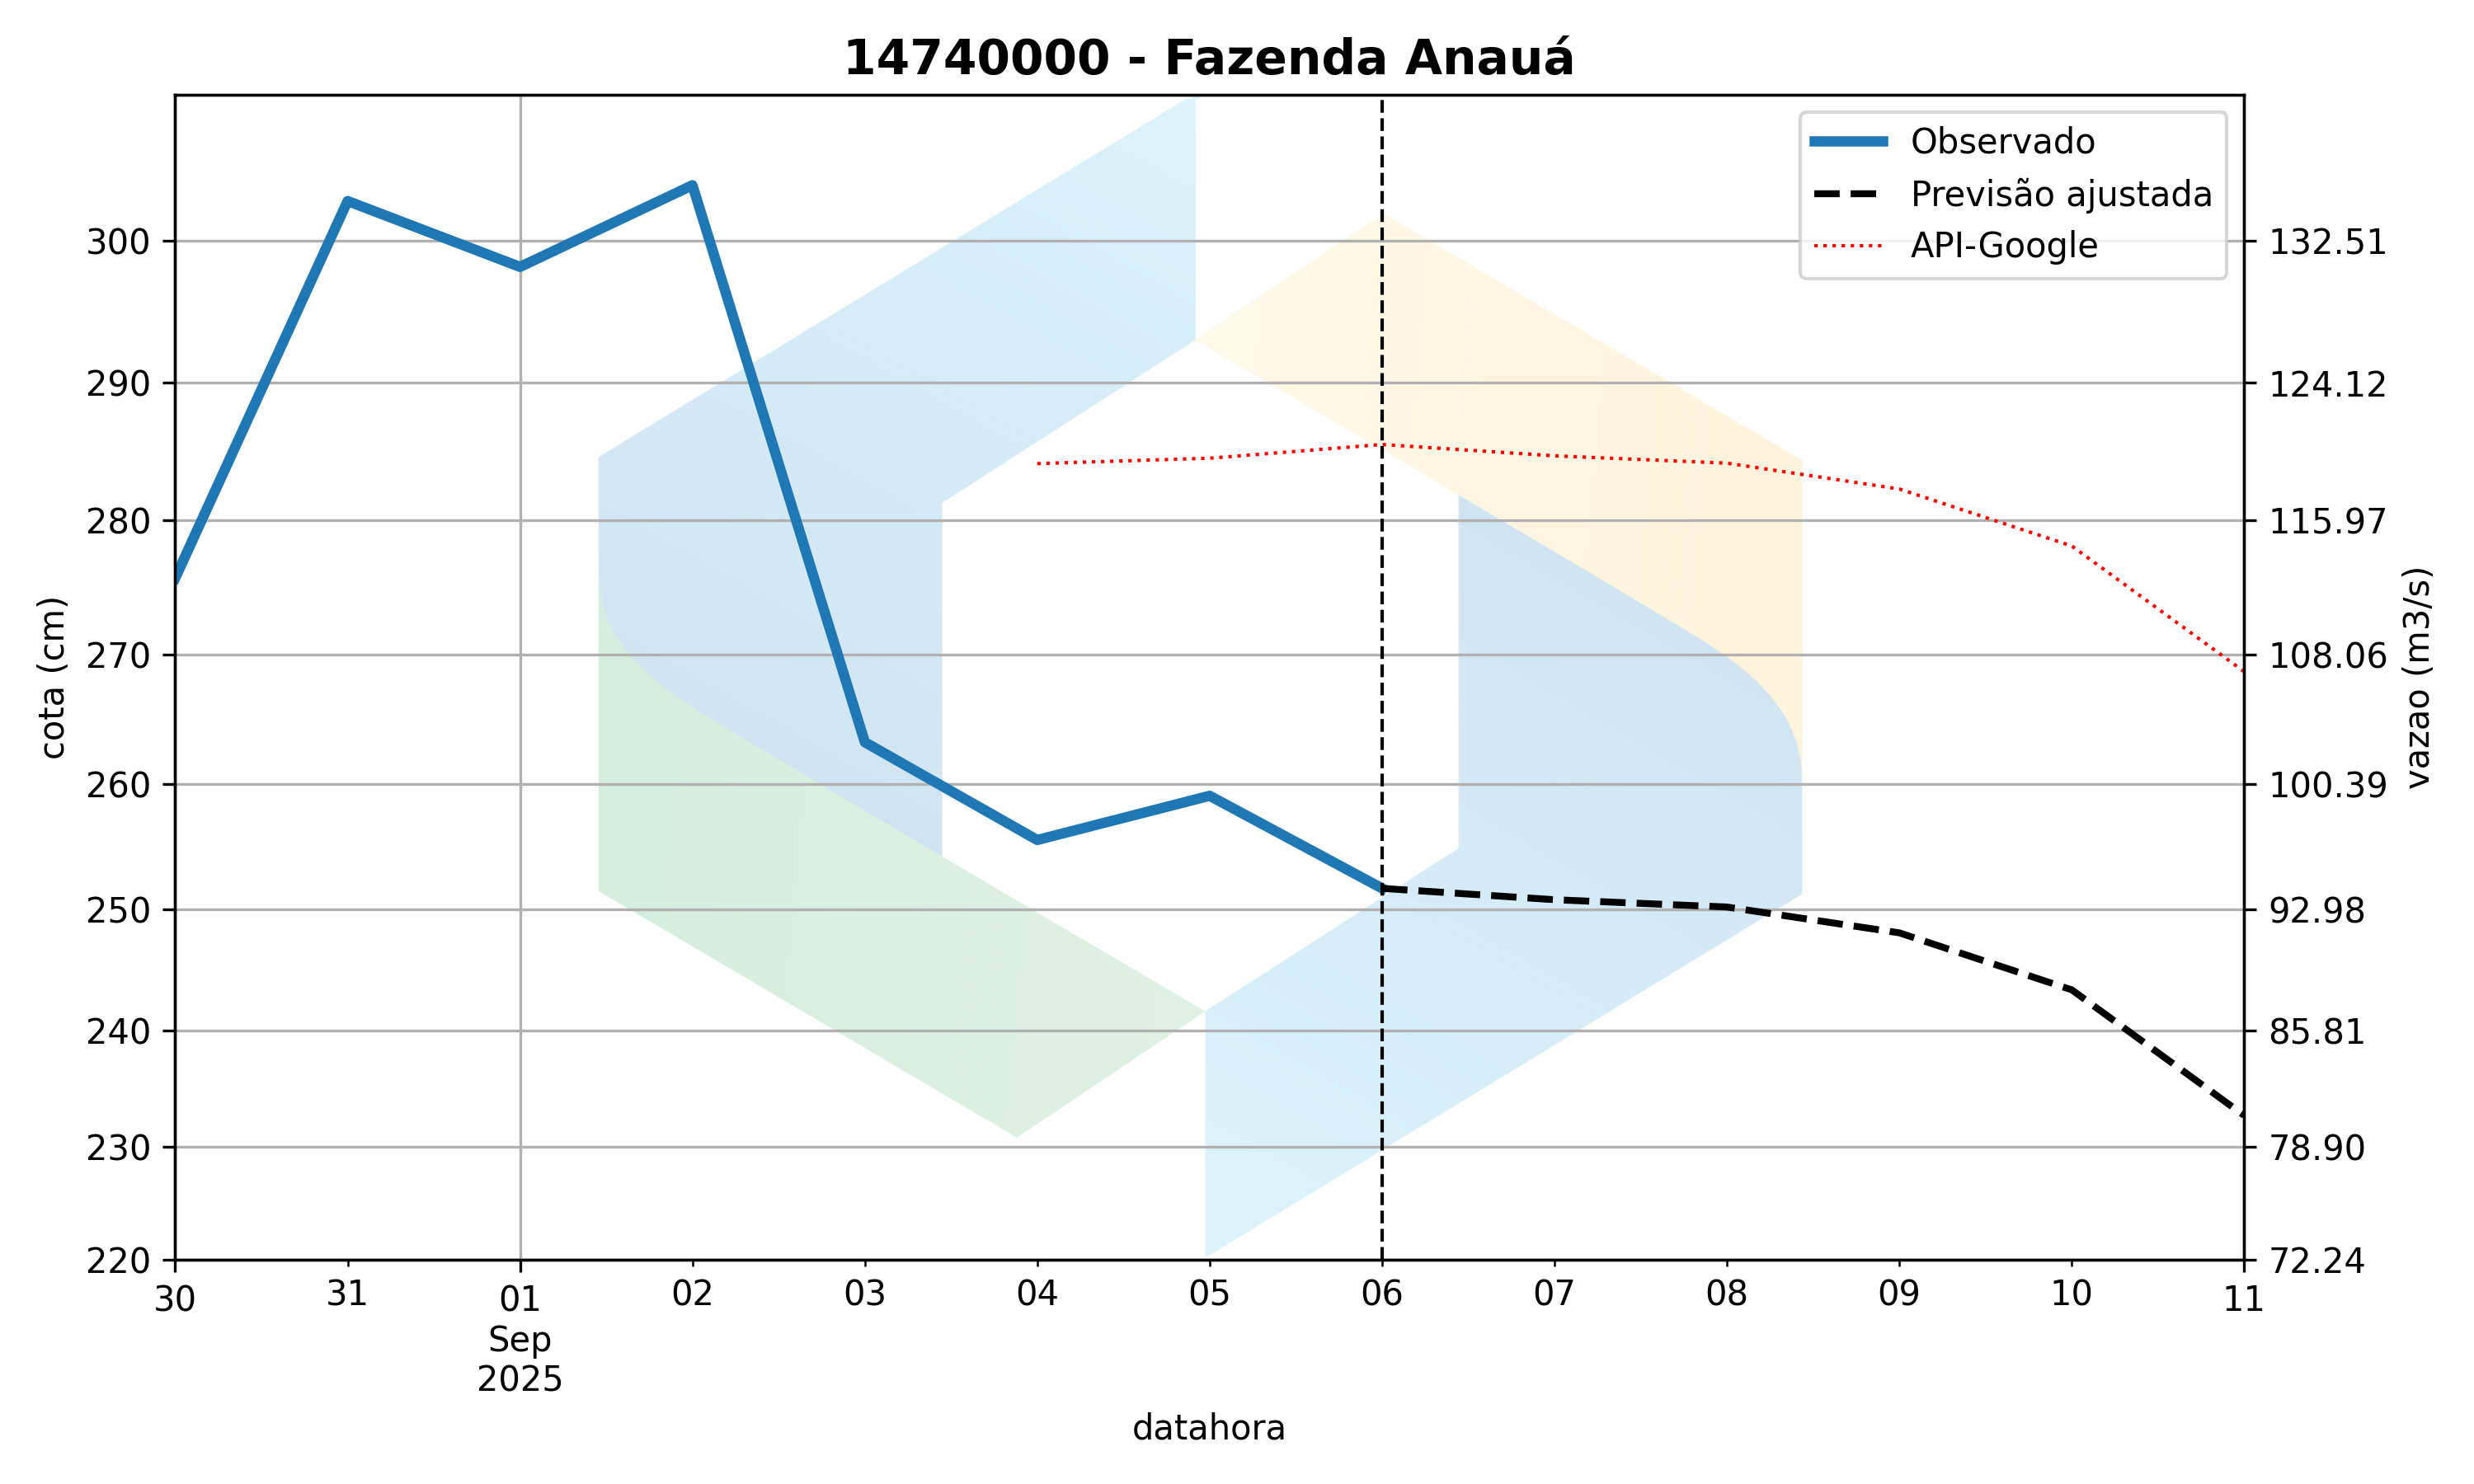 14740000 - Fazenda Anauá
Observado
Previsão ajustada
API-Google
300
290
280
270
260
250
240
230
220
cota (cm)
132.51
124.12
115.97
108.06
100.39
92.98
85.81
78.90
72.24
vazao (m3/s)
30 31 01 02 03 04 05 06 07 08 09 10 11
Sep
2025
datahora